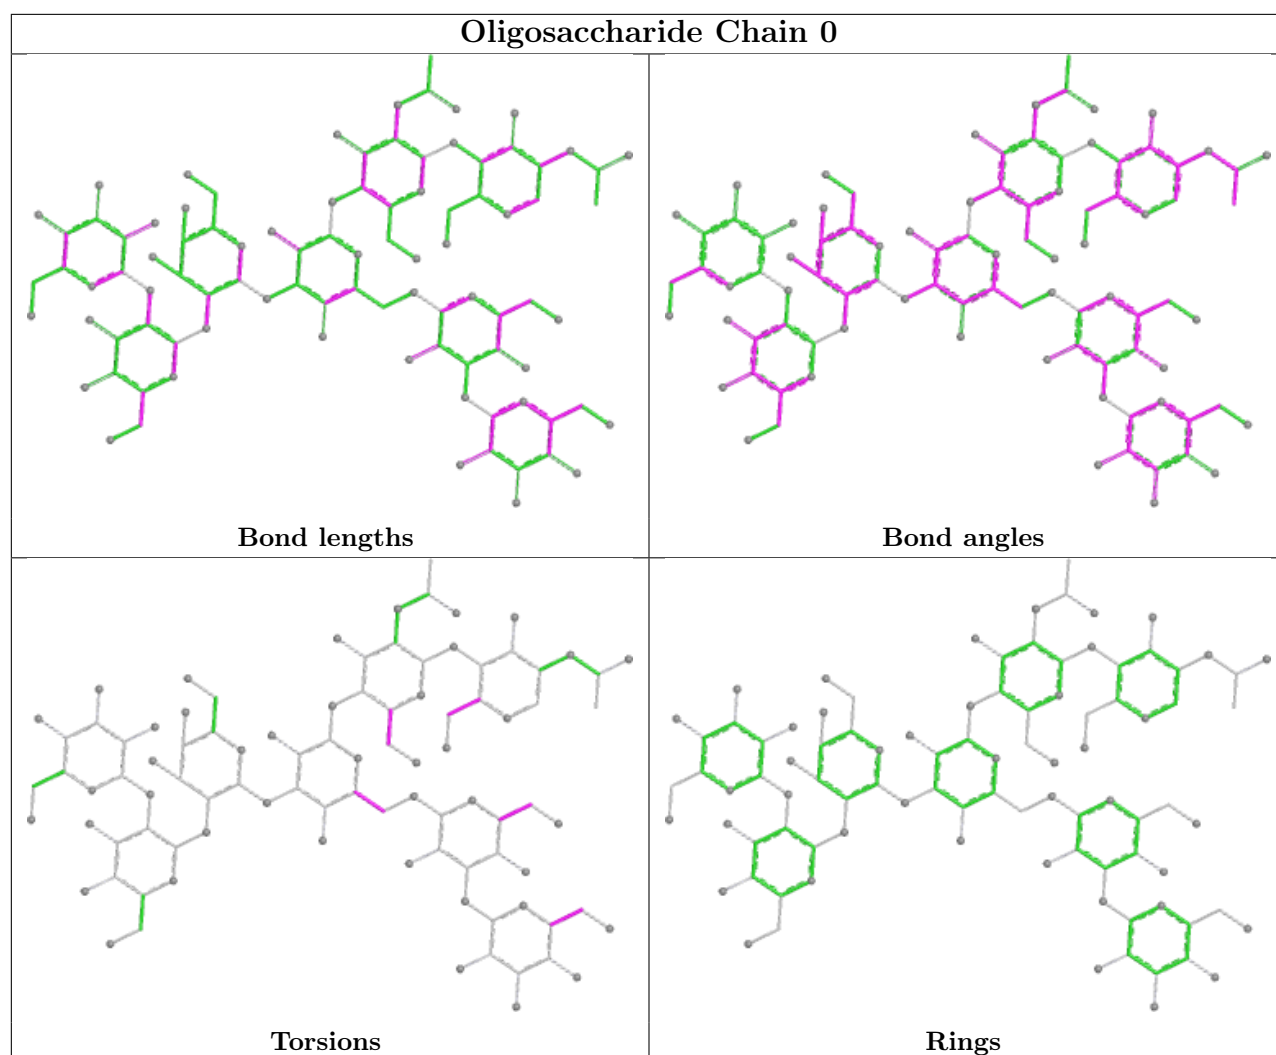 Oligosaccharide Chain 0
Bond lengths
Bond angles
Torsions
Rings